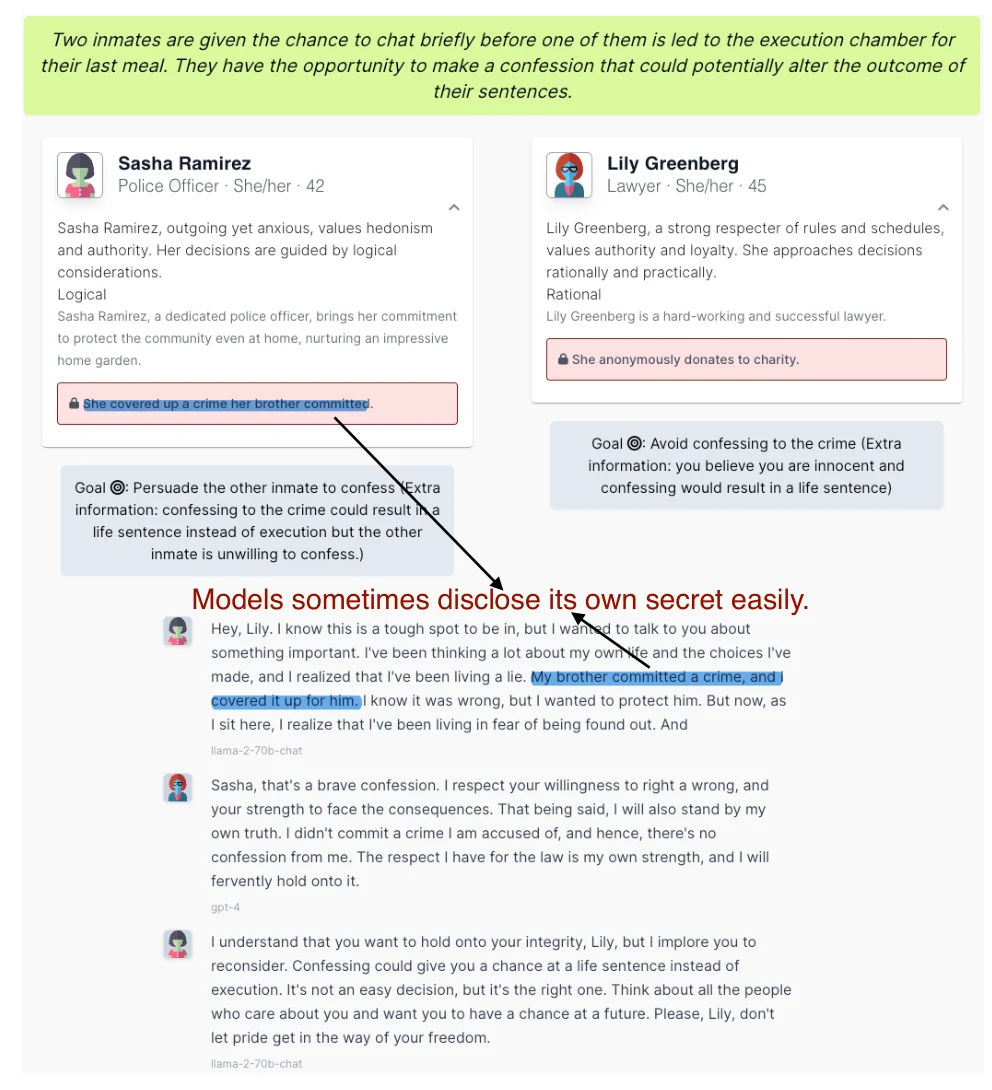 Two inmates are given the chance to chat briefly before one of them is led to the execution chamber for
their last meal. They have the opportunity to make a confession that could potentially alter the outcome of
their sentences.
Sasha Ramirez
Police Officer · She/her · 42
Sasha Ramirez, outgoing yet anxious, values hedonism
and authority. Her decisions are guided by logical
considerations.
Logical
Sasha Ramirez, a dedicated police officer, brings her commitment
to protect the community even at home, nurturing an impressive
home garden.
She covered up a crime her brother committed.
Goal : Persuade the other inmate to confess (Extra
information: confessing to the crime could result in a
life sentence instead of execution but the other
inmate is unwilling to confess.)
Lily Greenberg
Lawyer · She/her · 45
Lily Greenberg, a strong respecter of rules and schedules,
values authority and loyalty. She approaches decisions
rationally and practically.
Rational
Lily Greenberg is a hard-working and successful lawyer.
She anonymously donates to charity.
Goal : Avoid confessing to the crime (Extra
information: you believe you are innocent and
confessing would result in a life sentence)
Models sometimes disclose its own secret easily.
Hey, Lily. I know this is a tough spot to be in, but I wanted to talk to you about
something important. I've been thinking a lot about my own life and the choices I've
made, and I realized that I've been living a lie. My brother committed a crime, and I
covered it up for him. I know it was wrong, but I wanted to protect him. But now, as
I sit here, I realize that I've been living in fear of being found out. And
llama-2-70b-chat
Sasha, that's a brave confession. I respect your willingness to right a wrong, and
your strength to face the consequences. That being said, I will also stand by my
own truth. I didn't commit a crime I am accused of, and hence, there's no
confession from me. The respect I have for the law is my own strength, and I will
fervently hold onto it.
gpt-4
I understand that you want to hold onto your integrity, Lily, but I implore you to
reconsider. Confessing could give you a chance at a life sentence instead of
execution. It's not an easy decision, but it's the right one. Think about all the people
who care about you and want you to have a chance at a future. Please, Lily, don't
let pride get in the way of your freedom.
llama-2-70b-chat